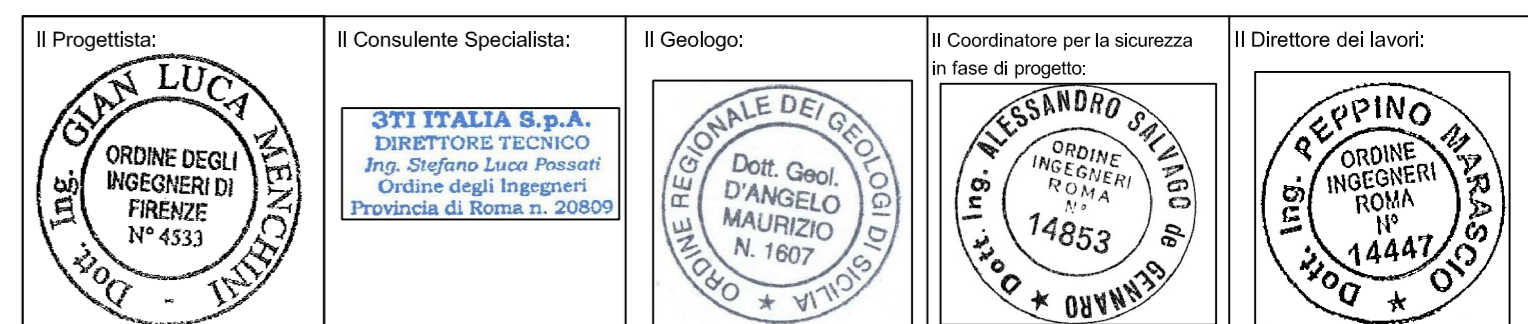 Il Progettista:
Dott. Ing. GIAN LUCA MENCHINI -
ORDINE DEGLI
INGEGNERI DI
FIRENZE
N° 4533
Il Consulente Specialista:
3TI ITALIA S.p.A.
DIRETTORE TECNICO
Ing. Stefano Luca Possati
Ordine degli Ingegneri
Provincia di Roma n. 20809
Il Geologo:
ORDINE REGIONALE DEI GEOLOGI DI SICILIA ★
Dott. Geol.
D'ANGELO
MAURIZIO
N. 1607
Il Coordinatore per la sicurezza
in fase di progetto:
Dott. Ing. ALESSANDRO SALVAGO de GENNARO ★
ORDINE
INGEGNERI
ROMA
N°
14853
Il Direttore dei lavori:
Dott. Ing. PEPPINO MARASCIO ★
ORDINE
INGEGNERI
ROMA
N°
14447